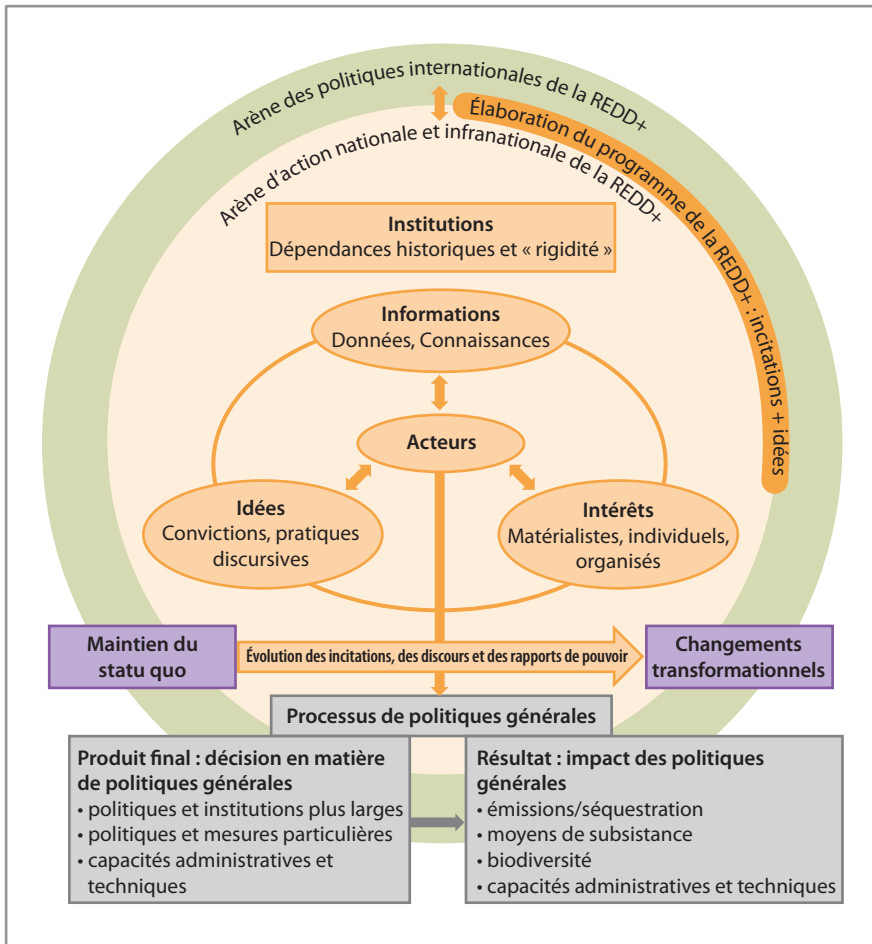 Arène des politiques internationales de la REDD+
Élaboration du programme de la REDD+ : incitations + idées
Arène d'action nationale et infranationale de la REDD+
Institutions
Dépendances historiques et « rigidité »
Informations
Données, Connaissances
Acteurs
Idées
Convictions, pratiques
discursives
Intérêts
Matérialistes, individuels,
organisés
Maintien du
statu quo
Évolution des incitations, des discours et des rapports de pouvoir
Changements
transformationnels
Processus de politiques générales
Produit final : décision en matière
de politiques générales
• politiques et institutions plus larges
• politiques et mesures particulières
• capacités administratives et
techniques
Résultat : impact des politiques
générales
• émissions/séquestration
• moyens de subsistance
• biodiversité
• capacités administratives et techniques